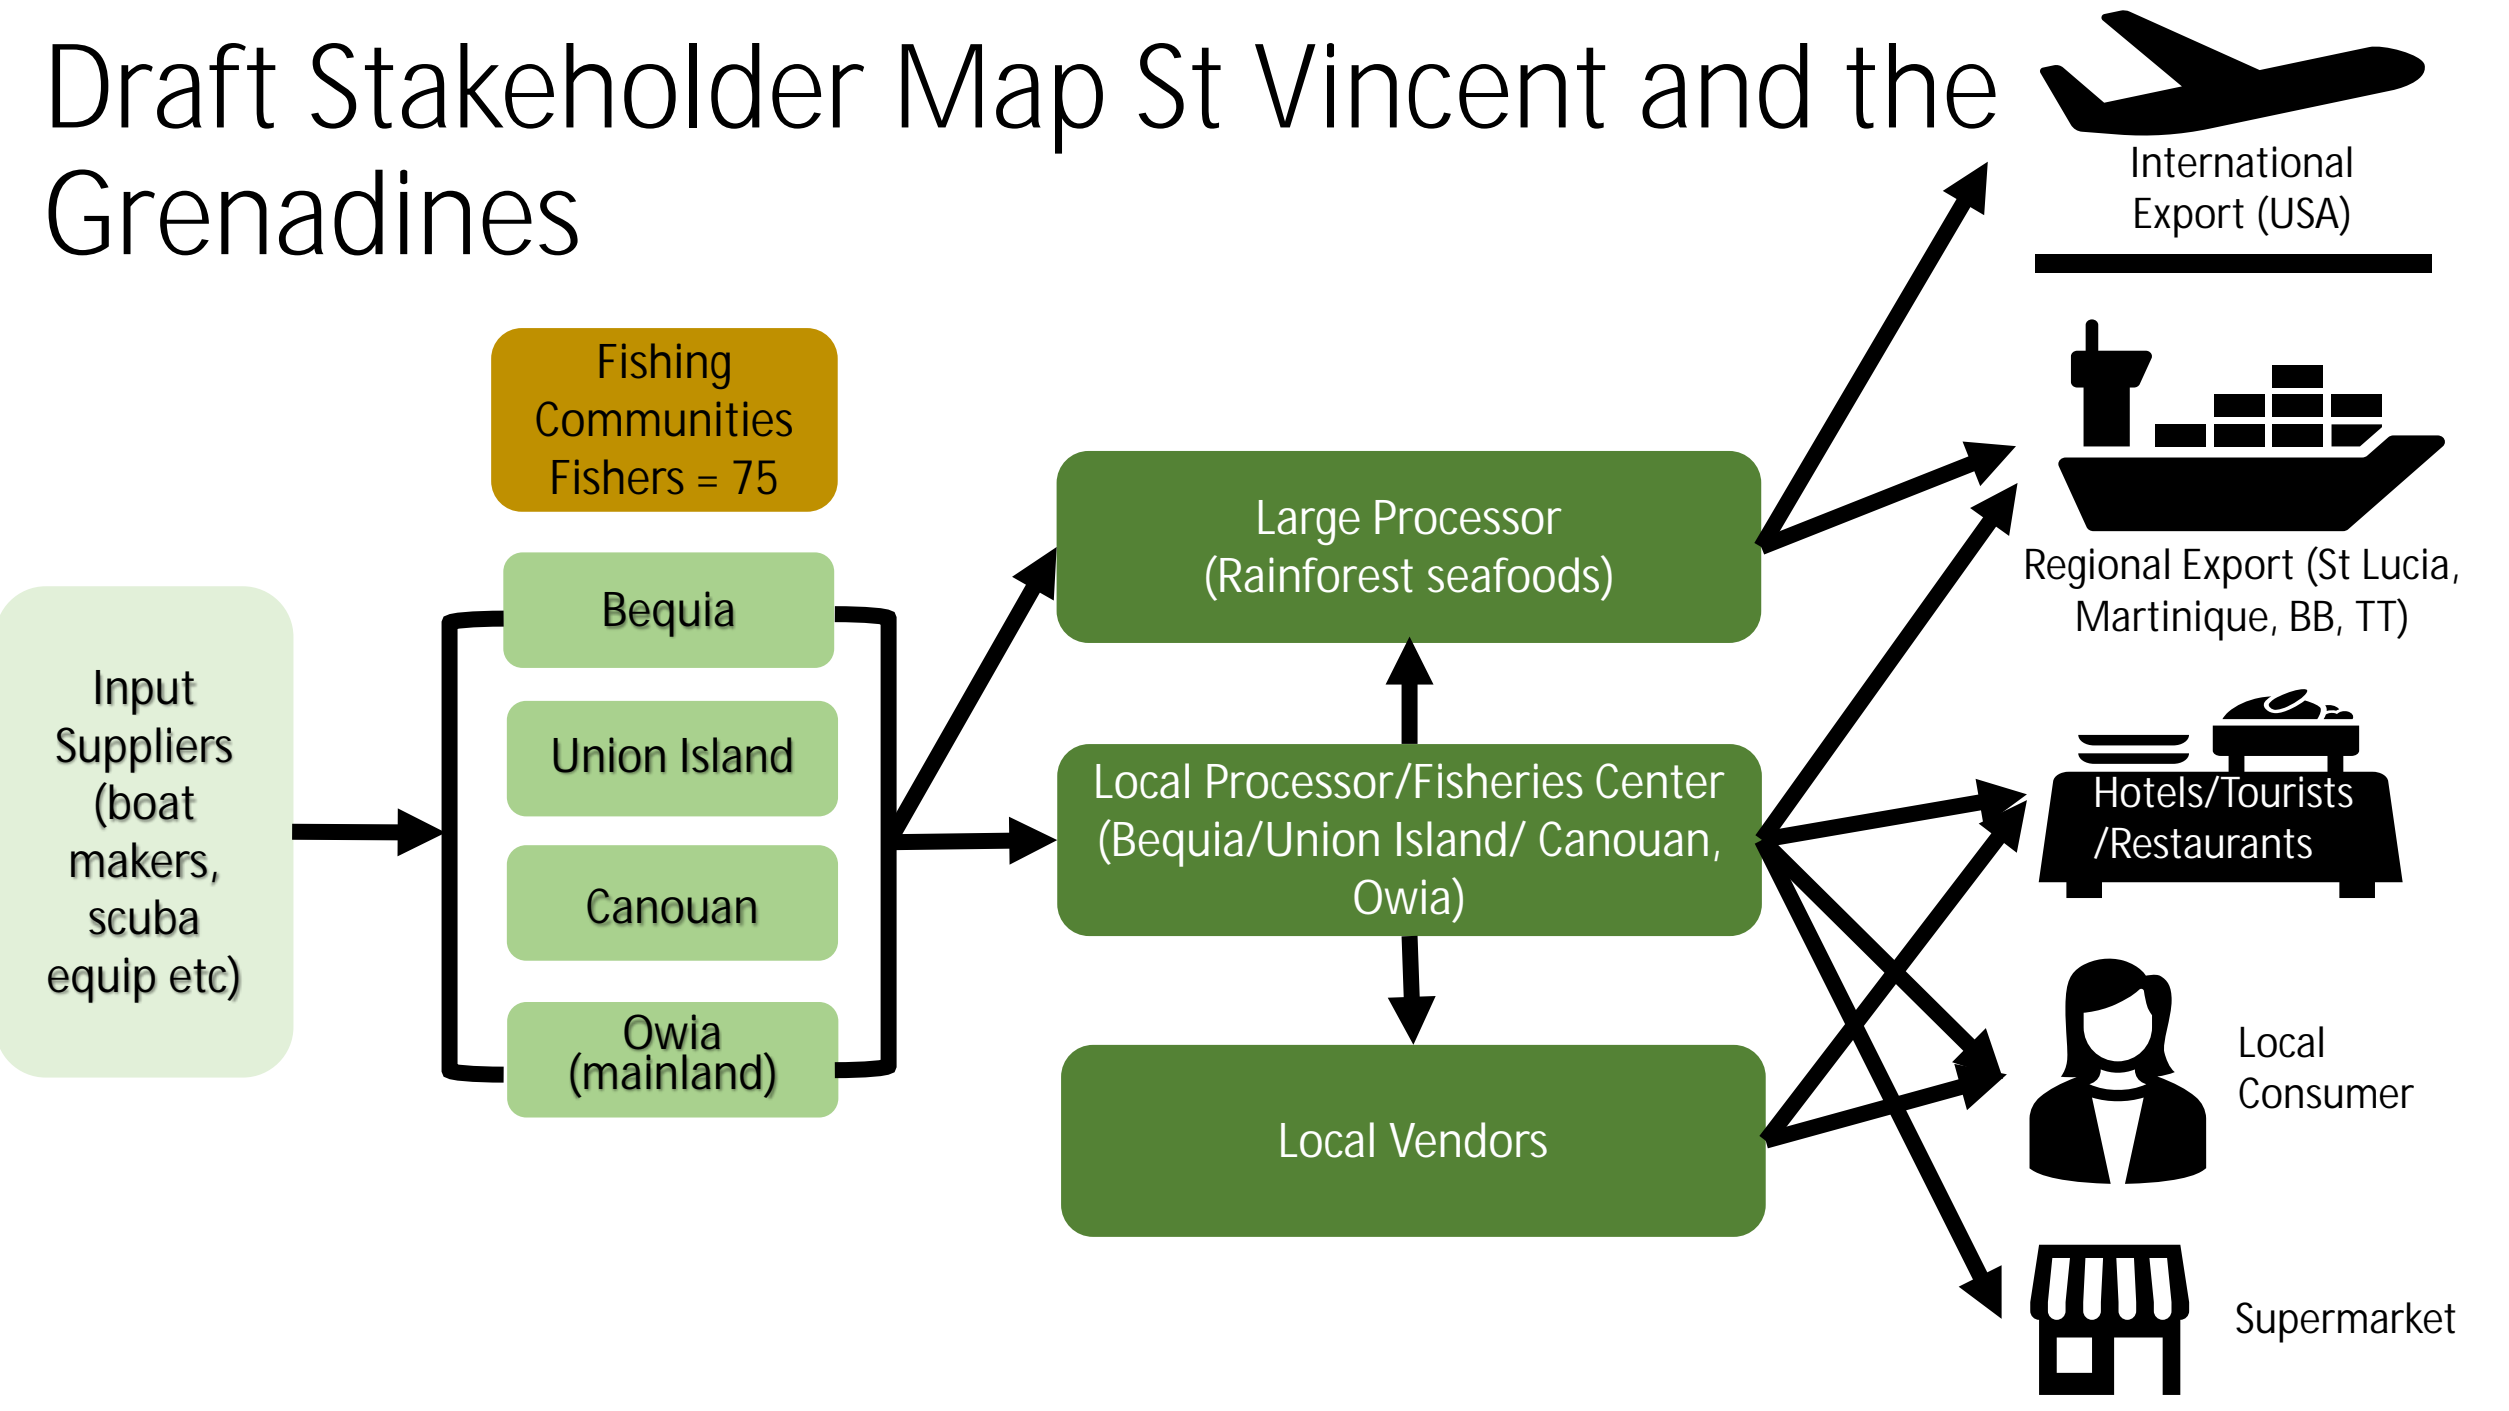 Draft Stakeholder Map St Vincent and the
Grenadines
International
Export (USA)
Fishing
Communities
Fishers = 75
Bequia
Union Island
Canouan
Owia
(mainland)
Input
Suppliers
(boat
makers,
scuba
equip etc)
Large Processor
(Rainforest seafoods)
Local Processor/Fisheries Center
(Bequia/Union Island/ Canouan,
Owia)
Local Vendors
Regional Export (St Lucia,
Martinique, BB, TT)
Hotels/Tourists
/Restaurants
Local
Consumer
Supermarket